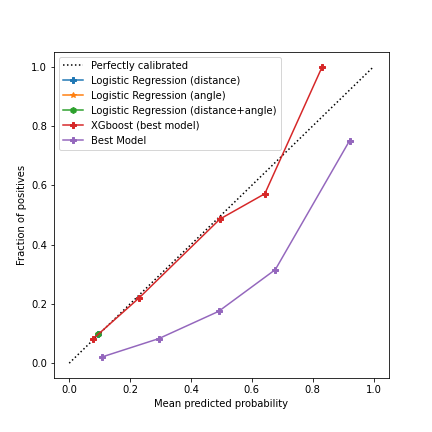 Perfectly calibrated
Logistic Regression (distance)
Logistic Regression (angle)
Logistic Regression (distance+angle)
XGboost (best model)
Best Model
Fraction of positives
1.0
0.8
0.6
0.4
0.2
0.0
0.0 0.2 0.4 0.6 0.8 1.0
Mean predicted probability